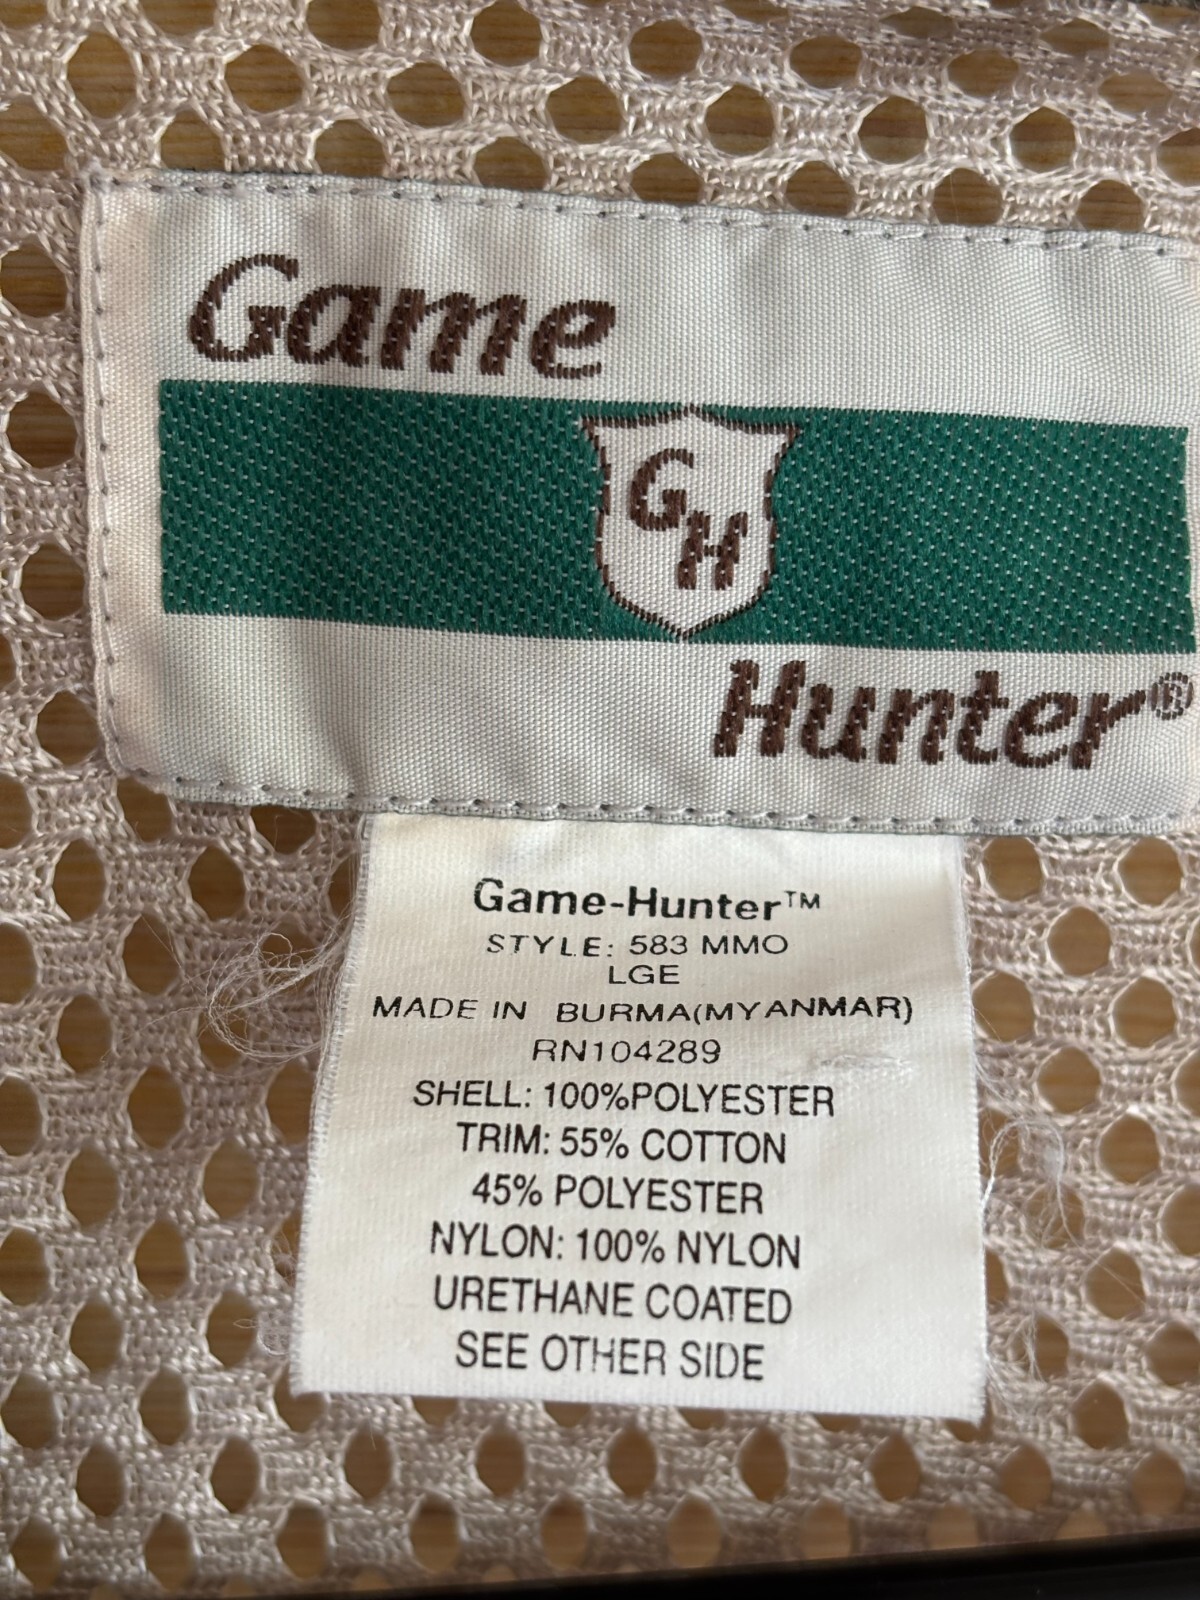 Game
G
H
Hunter®
Game-Hunter™
STYLE: 583 MMO
LGE
MADE IN BURMA(MYANMAR)
RN104289
SHELL: 100%POLYESTER
TRIM: 55% COTTON
45% POLYESTER
NYLON: 100% NYLON
URETHANE COATED
SEE OTHER SIDE